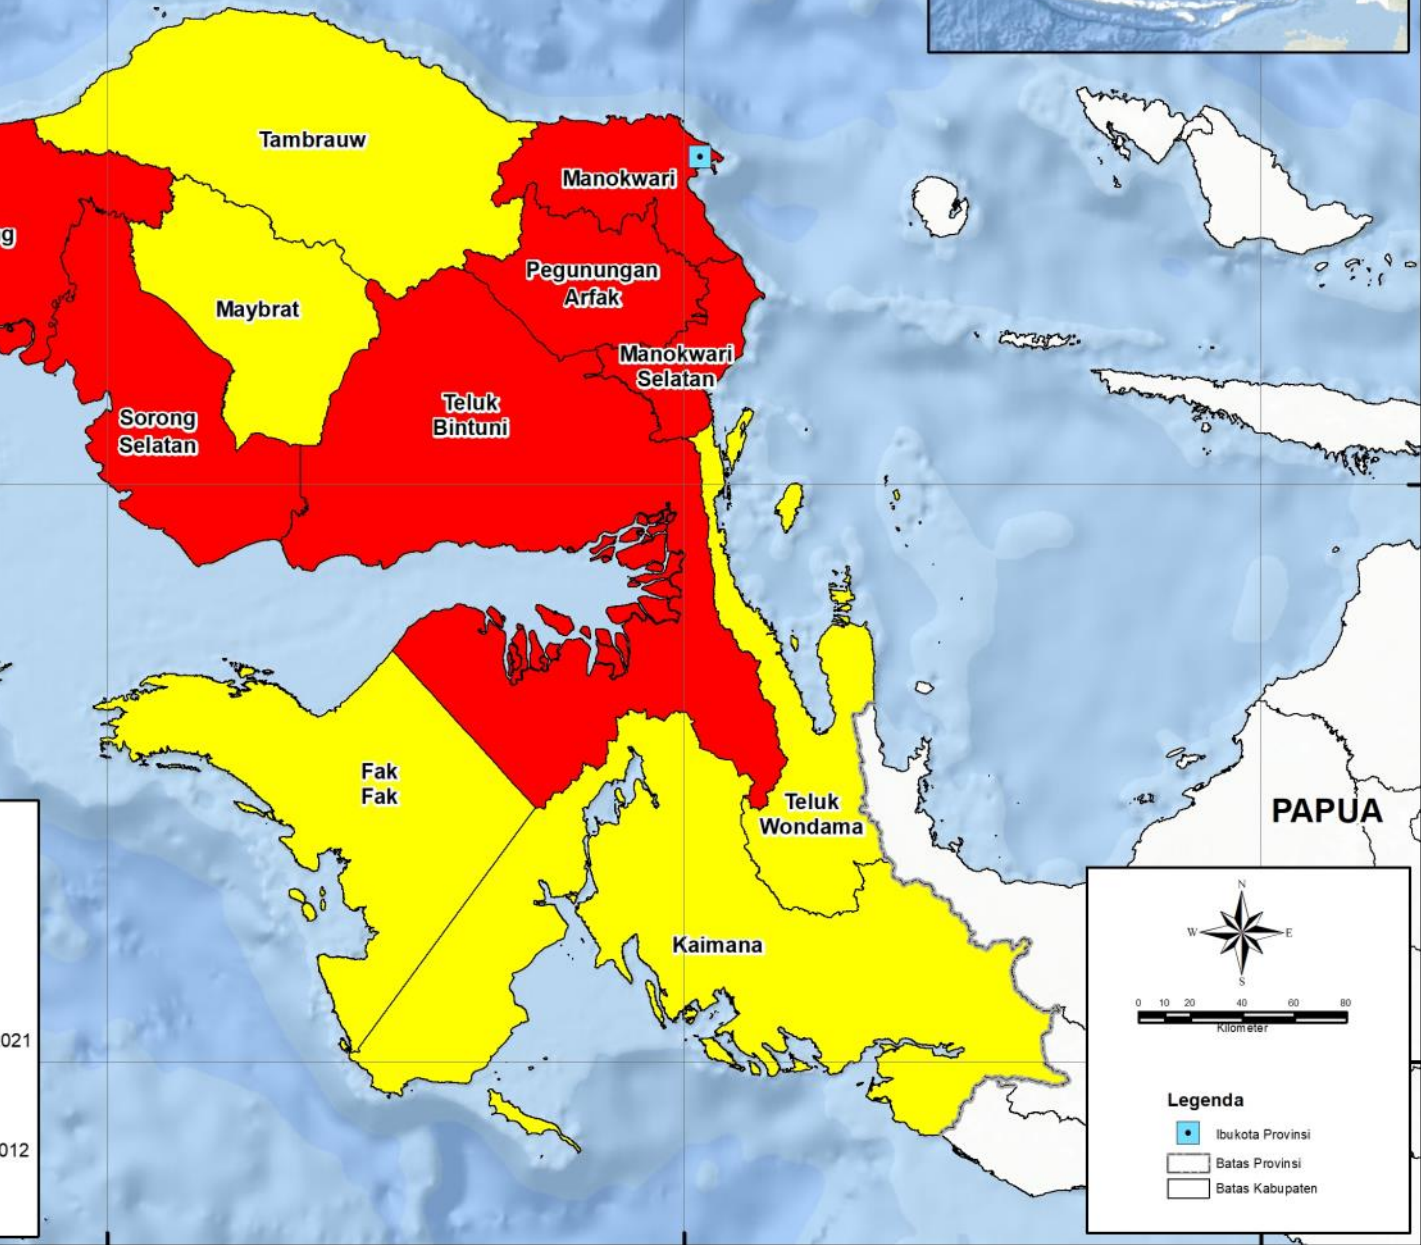 Tambrauw
Manokwari
g
Pegunungan
Arfak
Maybrat
Manokwari
Selatan
Teluk
Bintuni
Sorong
Selatan
Fak
Fak
Teluk
Wondama
PAPUA
Kaimana
N
W E
S
0 10 20 40 60 80
Kilometer
021
Legenda
Ibukota Provinsi
Batas Provinsi
Batas Kabupaten
012